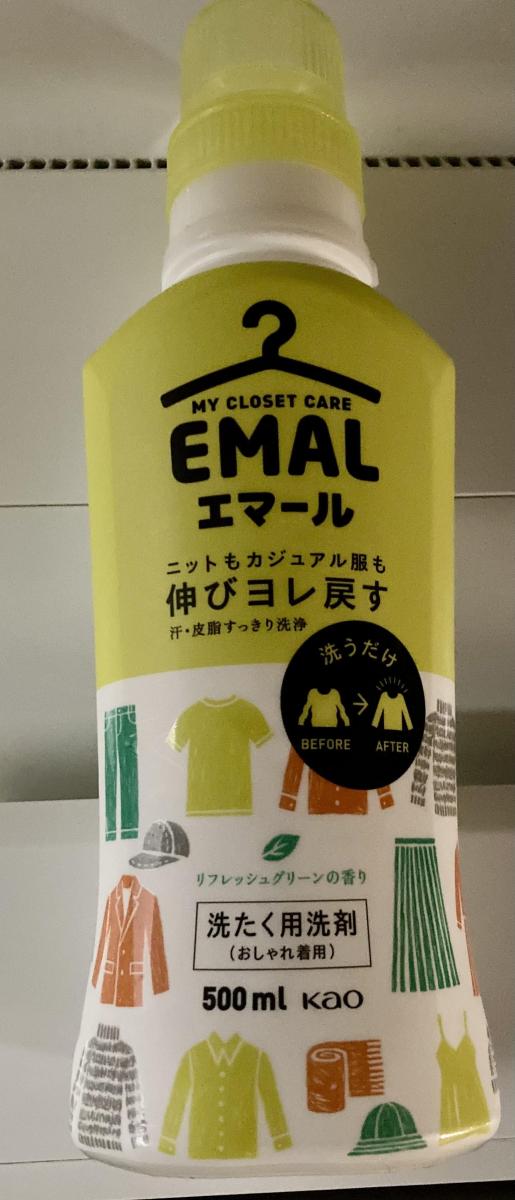 MY CLOSET CARE
EMAL
エマール
ニットもカジュアル服も
伸びヨレ戻す
汗・皮脂すっきり洗浄
洗うだけ
BEFORE AFTER
リフレッシュグリーンの香り
洗たく用洗剤
(おしゃれ着用)
500ml Kao